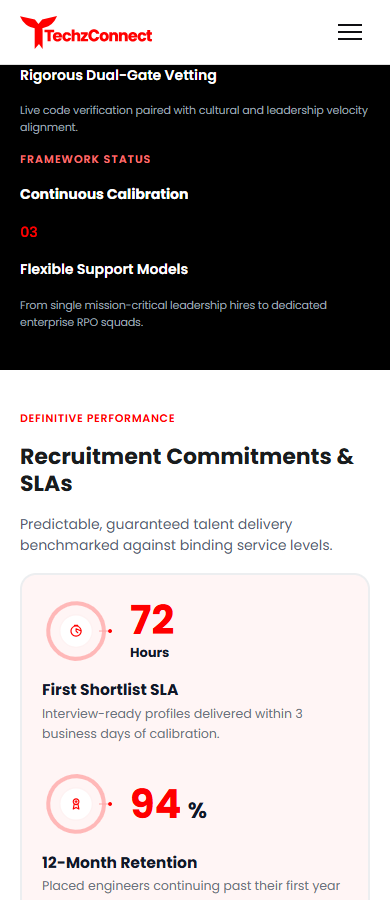 TechzConnect
Rigorous Dual-Gate Vetting
Live code verification paired with cultural and leadership velocity
alignment.
FRAMEWORK STATUS
Continuous Calibration
03
Flexible Support Models
From single mission-critical leadership hires to dedicated
enterprise RPO squads.
DEFINITIVE PERFORMANCE
Recruitment Commitments &
SLAs
Predictable, guaranteed talent delivery
benchmarked against binding service levels.
72
Hours
First Shortlist SLA
Interview-ready profiles delivered within 3
business days of calibration.
94 %
12-Month Retention
Placed engineers continuing past their first year